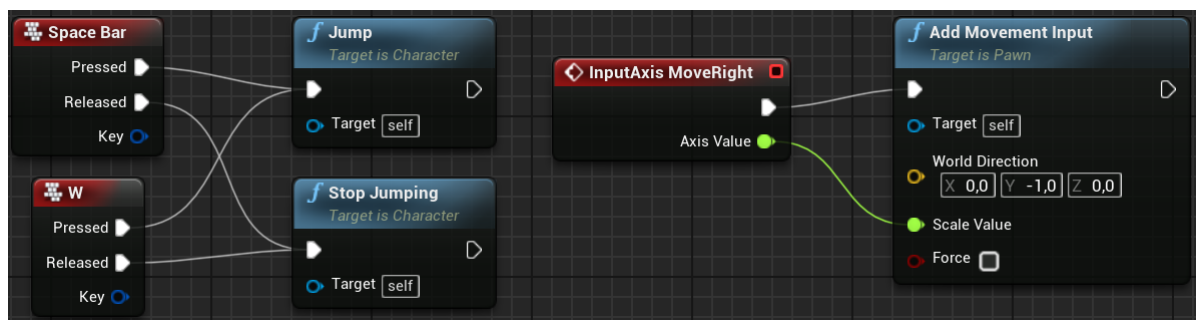 Space Bar
Pressed
Released
Key
W
Pressed
Released
Key
Jump
Target is Character
Target self
Stop Jumping
Target is Character
Target self
InputAxis MoveRight
Axis Value
Add Movement Input
Target is Pawn
Target self
World Direction
X 0,0 Y -1,0 Z 0,0
Scale Value
Force